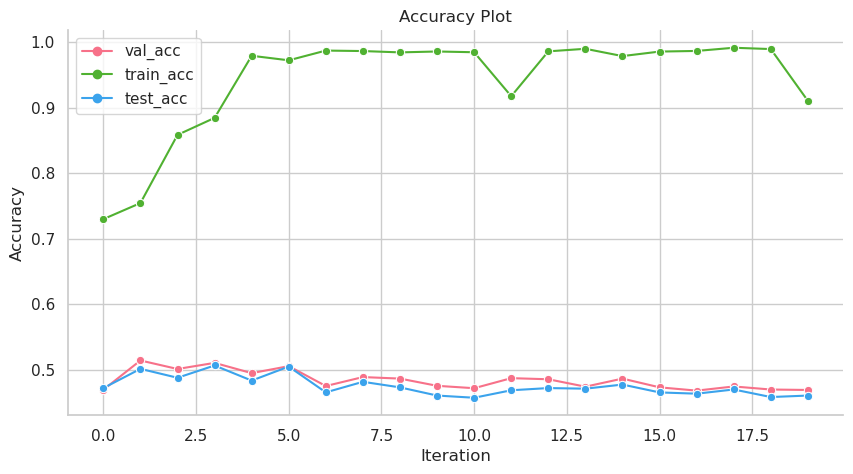 Accuracy Plot
val_acc
train_acc
test_acc
1.0
0.9
0.8
0.7
0.6
0.5
Accuracy
0.0 2.5 5.0 7.5 10.0 12.5 15.0 17.5
Iteration